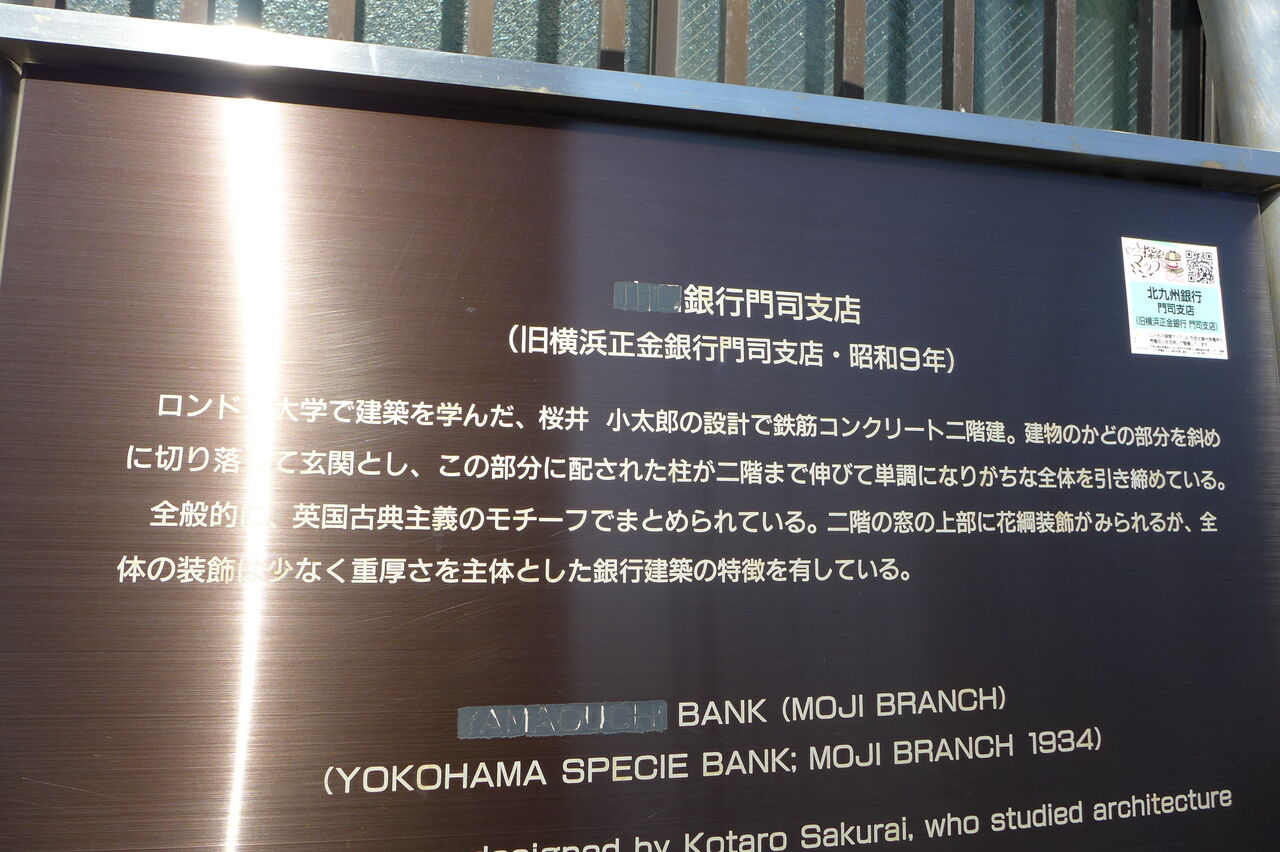 銀行門司支店
(旧横浜正金銀行門司支店・昭和9年)
ロンド 大学で建築を学んだ、桜井 小太郎の設計で鉄筋コンクリート二階建。建物のかどの部分を斜め
に切り落 て玄関とし、この部分に配された柱が二階まで伸びて単調になりがちな全体を引き締めている。
全般的 、英国古典主義のモチーフでまとめられている。二階の窓の上部に花綱装飾がみられるが、全
体の装飾は少なく重厚さを主体とした銀行建築の特徴を有している。
YAMAGUCHI BANK (MOJI BRANCH)
(YOKOHAMA SPECIE BANK; MOJI BRANCH 1934)
designed by Kotaro Sakurai, who studied architecture
探検
マップ
北九州銀行
門司支店
(旧横浜正金銀行 門司支店)